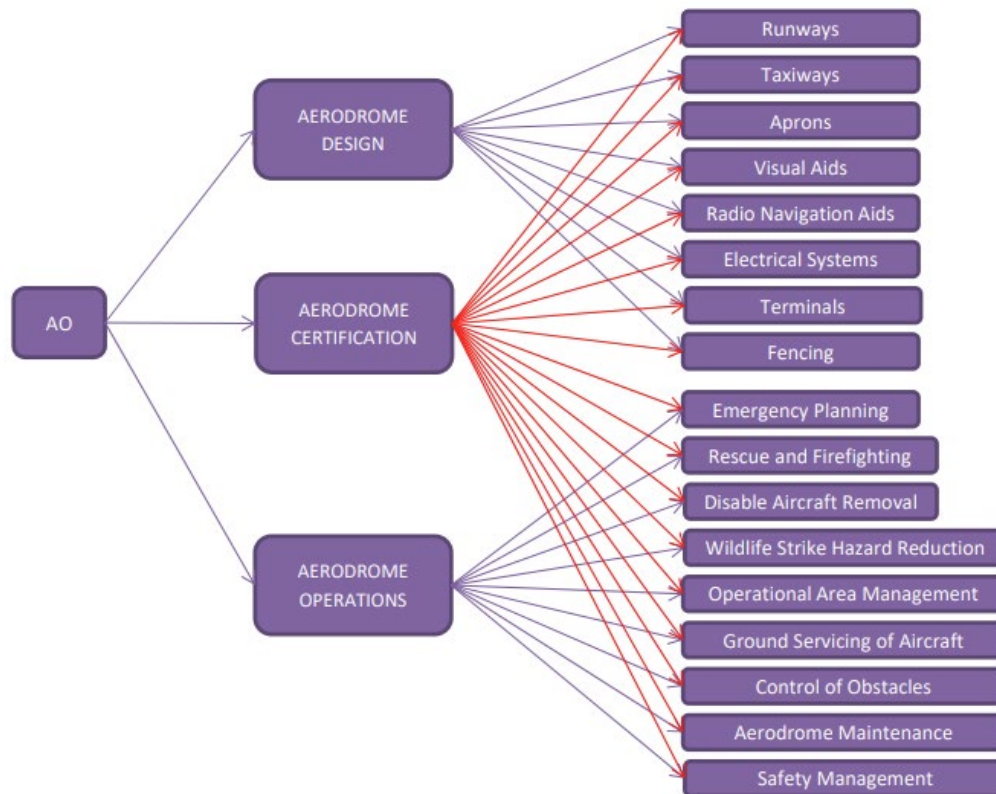 AO
AERODROME
DESIGN
AERODROME
CERTIFICATION
AERODROME
OPERATIONS
Runways
Taxiways
Aprons
Visual Aids
Radio Navigation Aids
Electrical Systems
Terminals
Fencing
Emergency Planning
Rescue and Firefighting
Disable Aircraft Removal
Wildlife Strike Hazard Reduction
Operational Area Management
Ground Servicing of Aircraft
Control of Obstacles
Aerodrome Maintenance
Safety Management